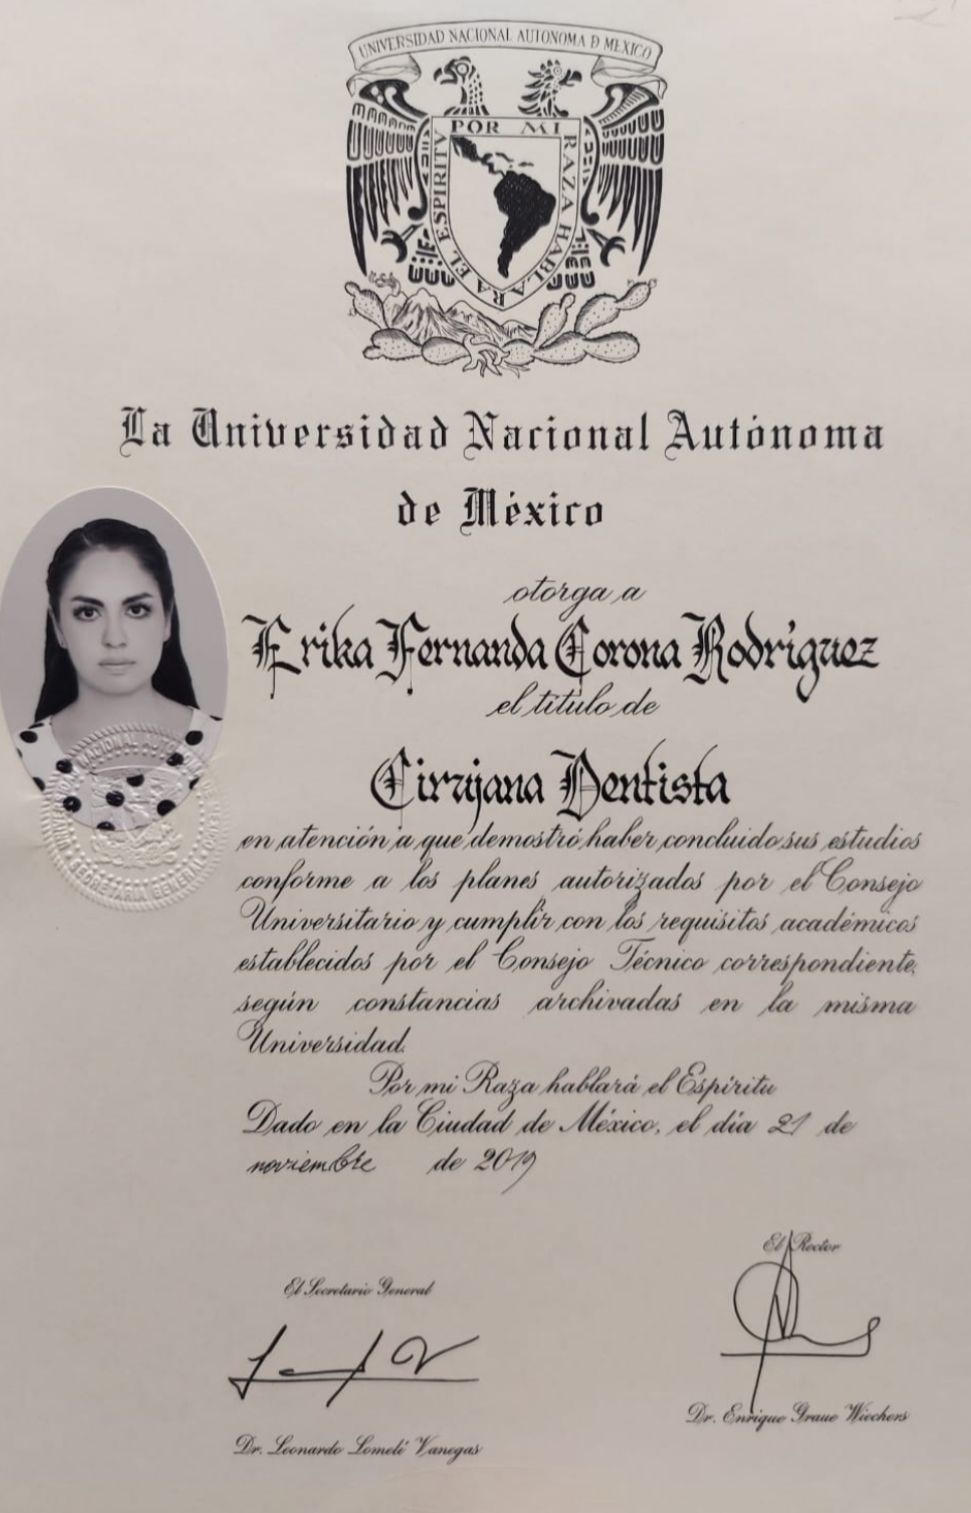 UNIVERSIDAD NACIONAL AUTONOMA D MEXICO
POR MI RAZA HABLARA EL ESPIRITU
La Universidad Nacional Autónoma
de México
otorga a
Erika Fernanda Corona Rodríguez
el título de
Cirujana Dentista
en atención a que demostró haber concluido sus estudios
conforme a los planes autorizados por el Consejo
Universitario y cumplir con los requisitos académicos
establecidos por el Consejo Técnico correspondiente,
según constancias archivadas en la misma
Universidad.
Por mi Raza hablará el Espíritu
Dado en la Ciudad de México, el día 21 de
noviembre de 2019
El Rector
El Secretario General
Dr. Enrique Graue Wiechers
Dr. Leonardo Lomelí Vanegas
NACIONAL
SECRETARIA GENERAL